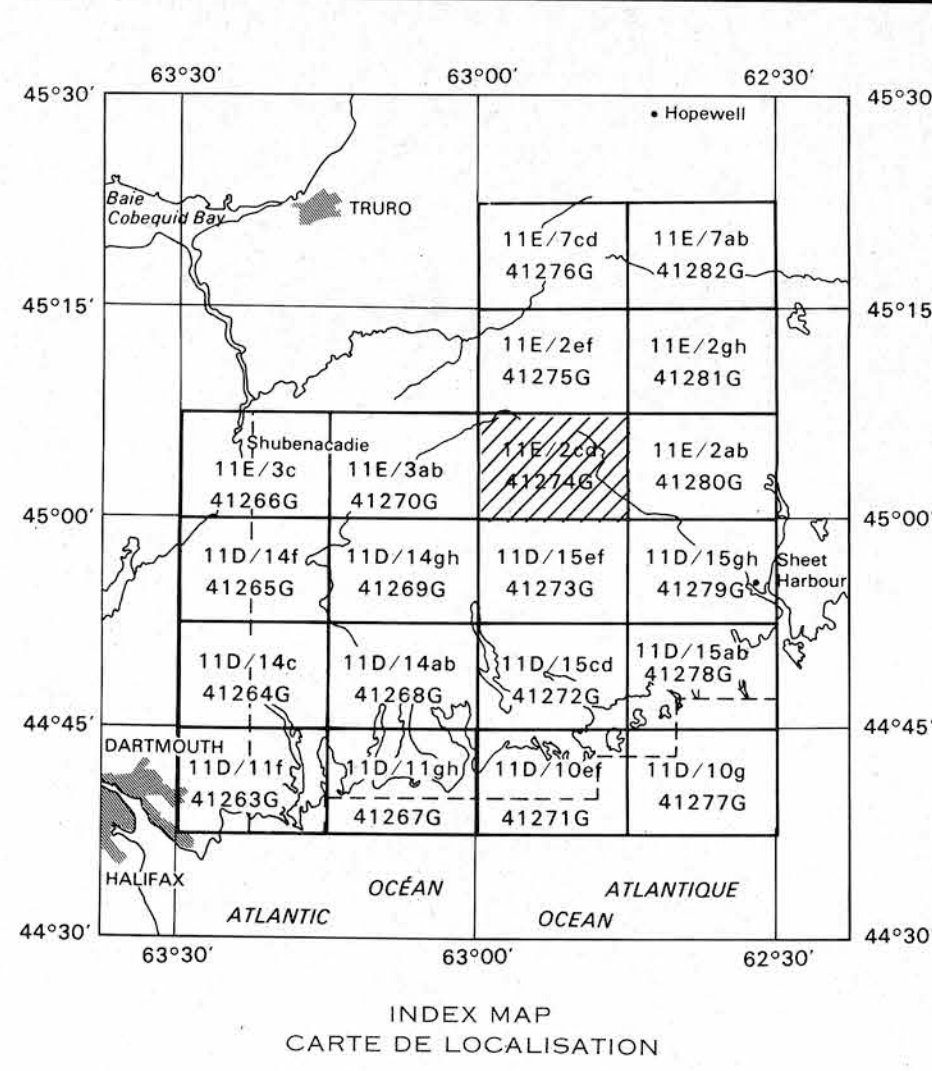 63°30′ 63°00′ 62°30′
45°30′ 45°30
• Hopewell
Baie
Cobequid Bay
TRURO
11E/7cd 11E/7ab
41276G 41282G
45°15′ 45°15
11E/2ef 11E/2gh
41275G 41281G
Shubenacadie
11E/3c 11E/3ab 11E/2cd 11E/2ab
41266G 41270G 41274G 41280G
45°00′ 45°00
11D/14f 11D/14gh 11D/15ef 11D/15gh
41265G 41269G 41273G 41279G
Sheet
Harbour
11D/14c 11D/14ab 11D/15cd 11D/15ab
41264G 41268G 41272G 41278G
44°45′ 44°45
DARTMOUTH
11D/11f 11D/11gh 11D/10ef 11D/10g
41263G 41267G 41271G 41277G
HALIFAX
OCÉAN ATLANTIQUE
ATLANTIC OCEAN
44°30′ 44°30
63°30′ 63°00′ 62°30′
INDEX MAP
CARTE DE LOCALISATION